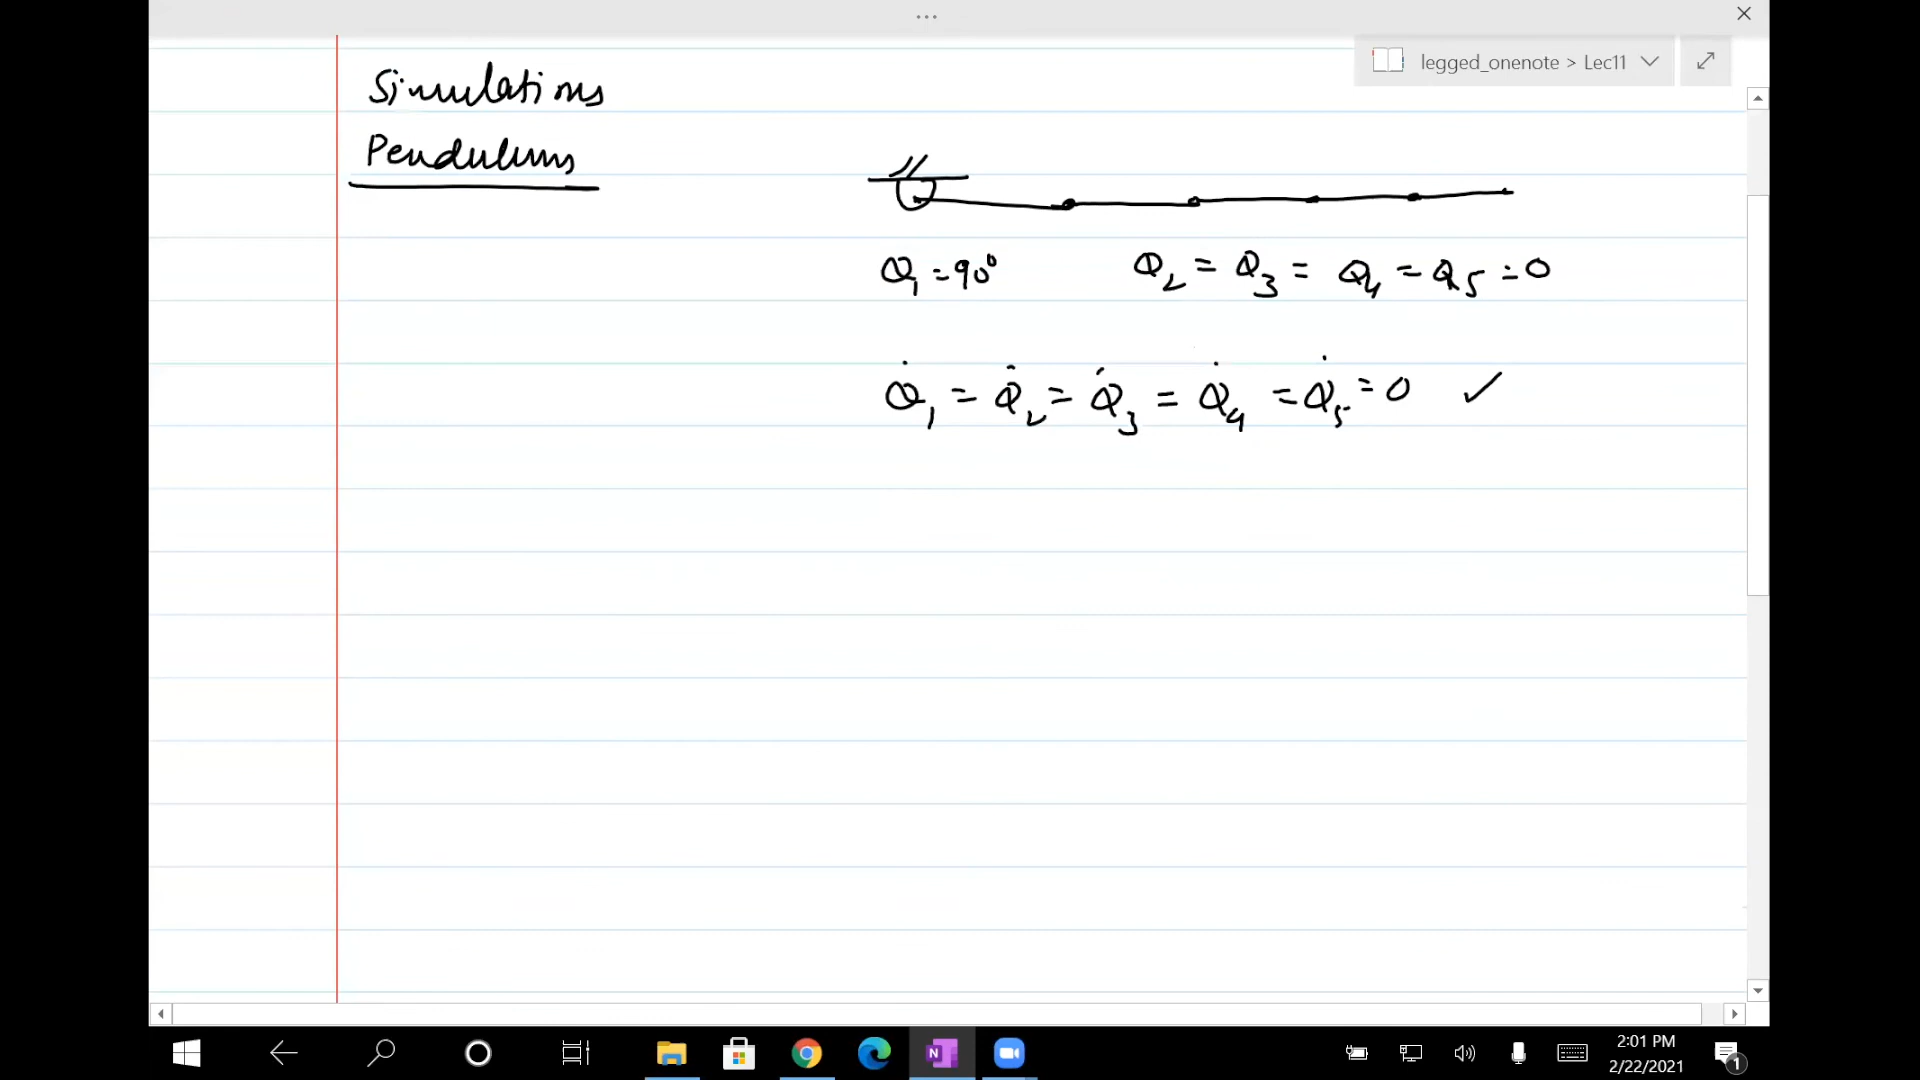 ...
legged_onenote > Lec11
Simulations
Pendulums
θ₁ = 90° θ₂ = θ₃ = θ₄ = θ₅ = 0
θ̇₁ = θ̇₂ = θ̇₃ = θ̇₄ = θ̇₅ = 0 ✓
2:01 PM
2/22/2021
N
1